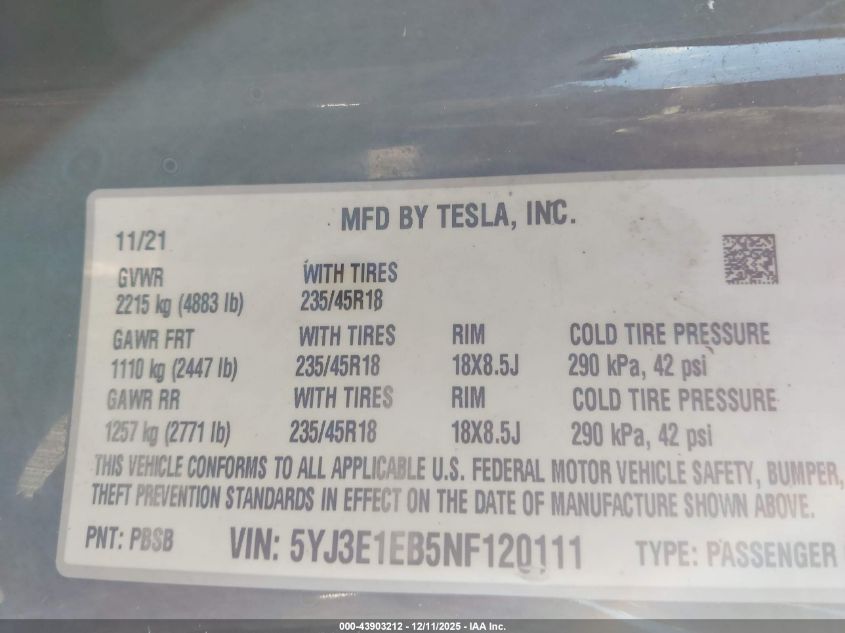 MFD BY TESLA, INC.
11/21
GVWR WITH TIRES
2215 kg (4883 lb) 235/45R18
GAWR FRT WITH TIRES RIM COLD TIRE PRESSURE
1110 kg (2447 lb) 235/45R18 18X8.5J 290 kPa, 42 psi
GAWR RR WITH TIRES RIM COLD TIRE PRESSURE
1257 kg (2771 lb) 235/45R18 18X8.5J 290 kPa, 42 psi
THIS VEHICLE CONFORMS TO ALL APPLICABLE U.S. FEDERAL MOTOR VEHICLE SAFETY, BUMPER,
THEFT PREVENTION STANDARDS IN EFFECT ON THE DATE OF MANUFACTURE SHOWN ABOVE.
PNT: PBSB VIN: 5YJ3E1EB5NF120111 TYPE: PASSENGER
000-43903212 - 12/11/2025 - IAA Inc.